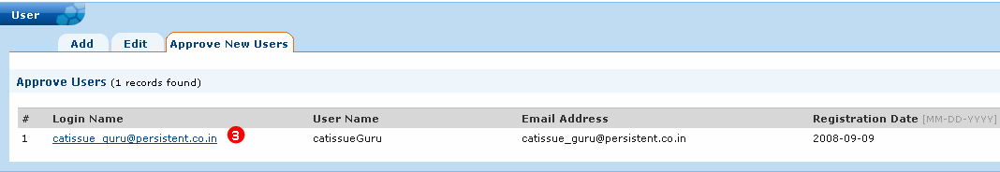 User
Add Edit Approve New Users
Approve Users (1 records found)
# Login Name User Name Email Address Registration Date [MM-DD-YYYY]
1 catissue_guru@persistent.co.in 3 catissueGuru catissue_guru@persistent.co.in 2008-09-09